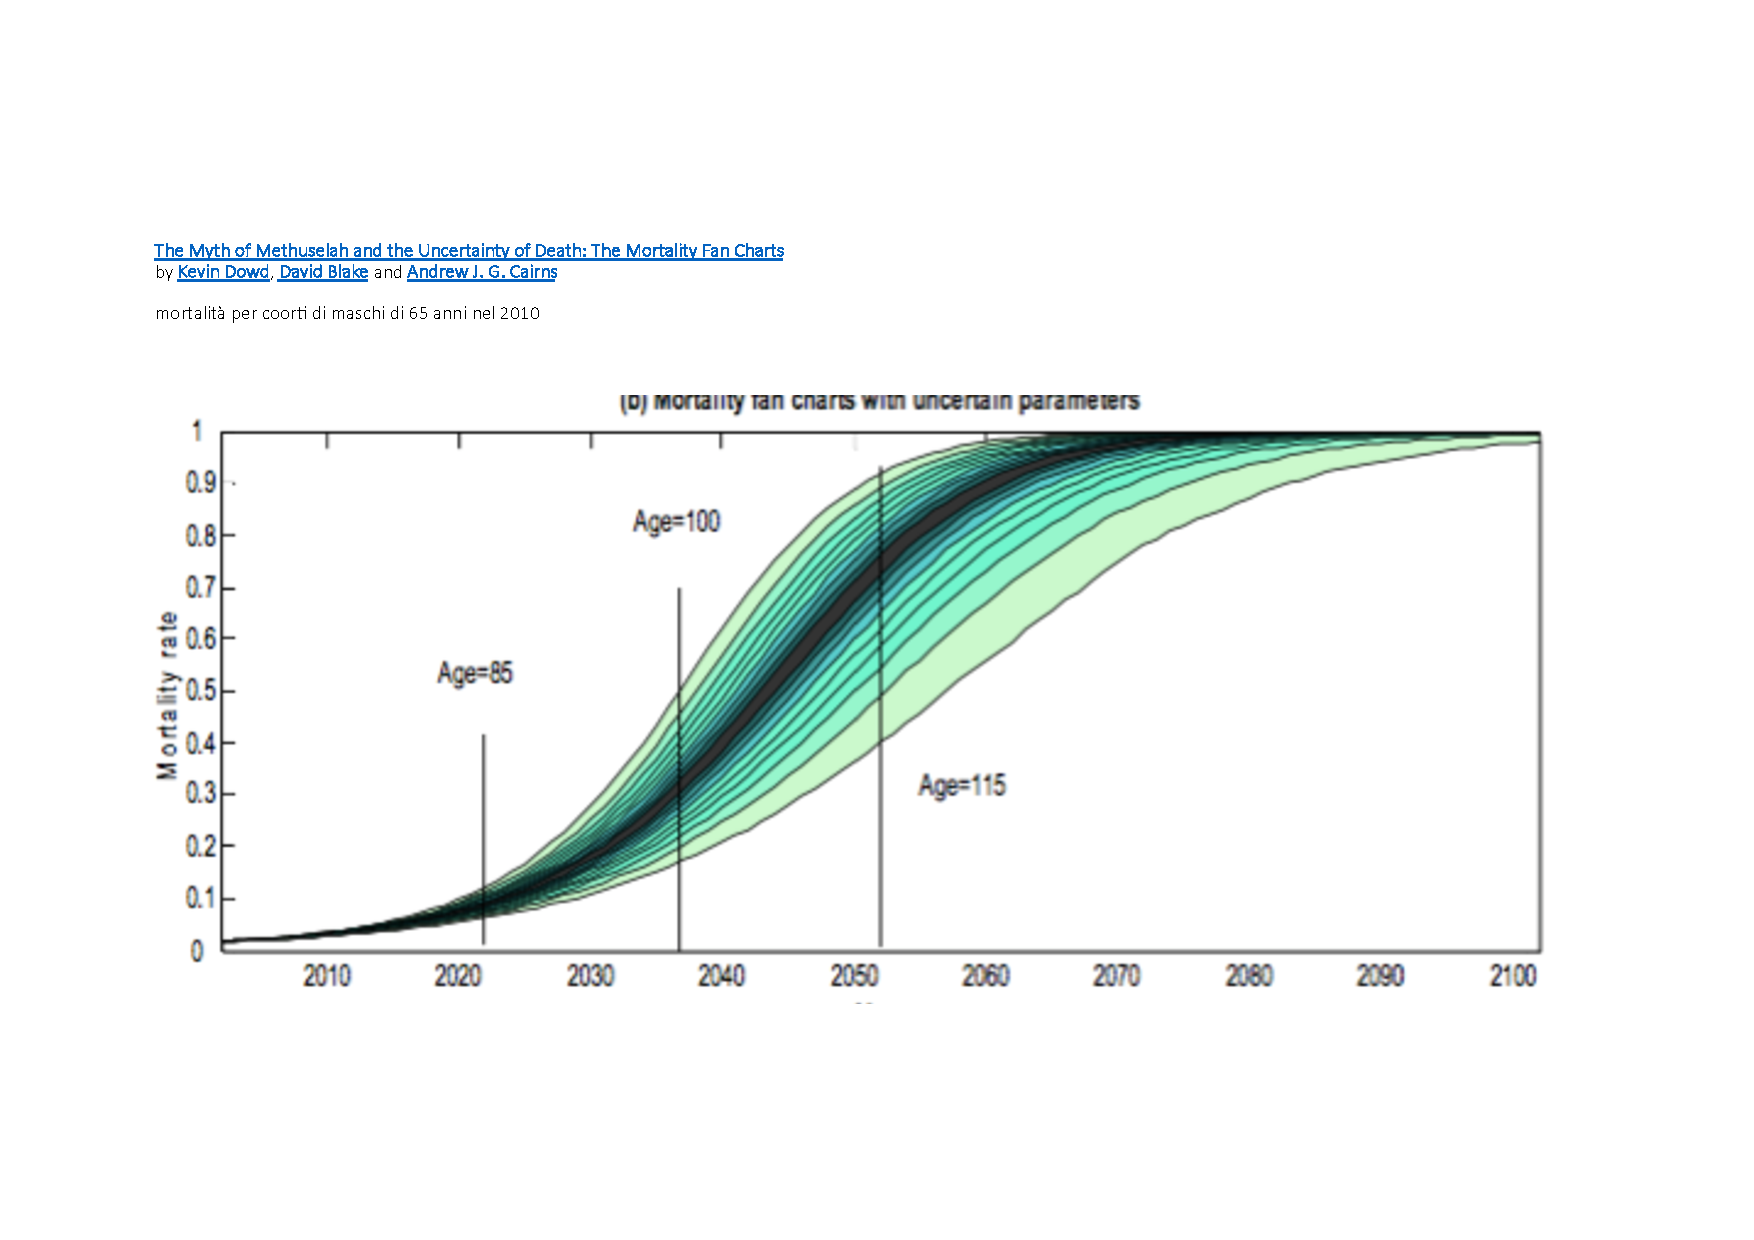 The Myth of Methuselah and the Uncertainty of Death: The Mortality Fan Charts
by Kevin Dowd, David Blake and Andrew J. G. Cairns
mortalità per coorti di maschi di 65 anni nel 2010
(b) Mortality fan charts with uncertain parameters
1
0.9
0.8
0.7
0.6
0.5
0.4
0.3
0.2
0.1
0
Mortality rate
Age=100
Age=85
Age=115
2010 2020 2030 2040 2050 2060 2070 2080 2090 2100